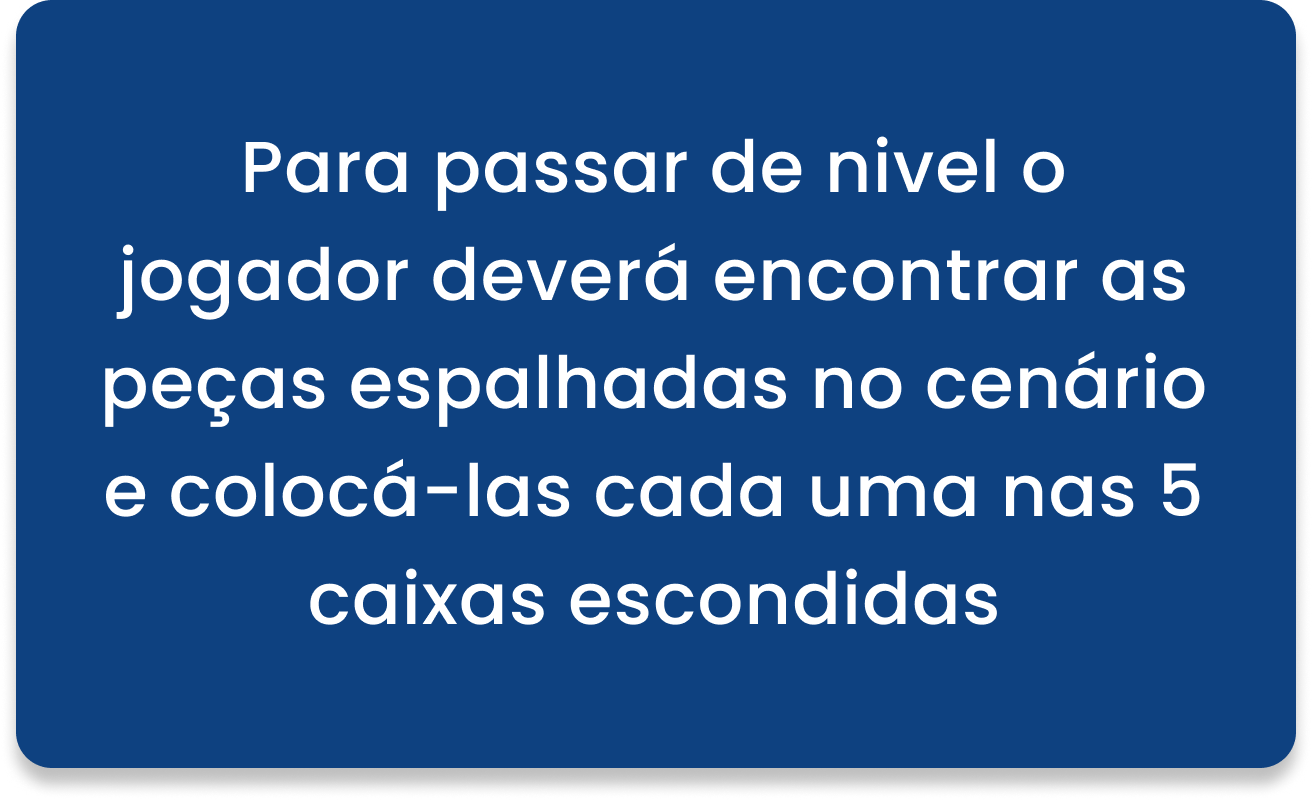 Para passar de nivel o
jogador deverá encontrar as
peças espalhadas no cenário
e colocá-las cada uma nas 5
caixas escondidas